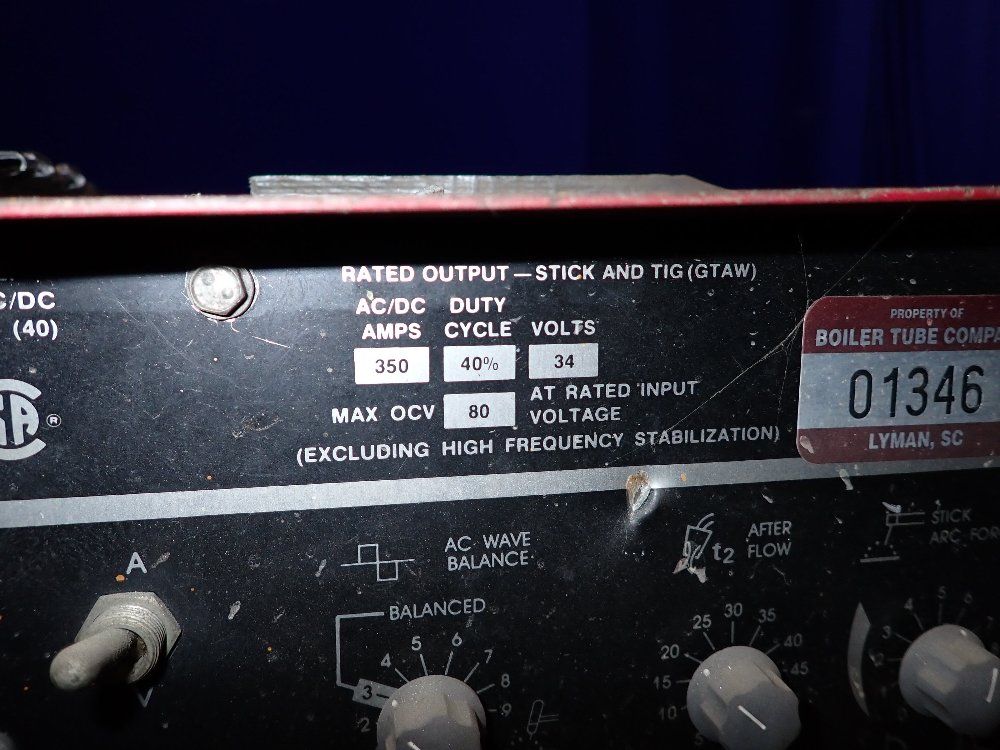 C/DC
(40)
®
RATED OUTPUT — STICK AND TIG (GTAW)
AC/DC DUTY
AMPS CYCLE VOLTS
350 40% 34
MAX OCV 80 AT RATED INPUT
VOLTAGE
(EXCLUDING HIGH FREQUENCY STABILIZATION)
PROPERTY OF
BOILER TUBE COMPA
01346
LYMAN, SC
A
V
AC WAVE
BALANCE
BALANCED
2
3
4
5
6
7
8
9
t2
AFTER
FLOW
10
15
20
25
30
35
40
45
STICK
ARC FOR
2
3
4
5
6